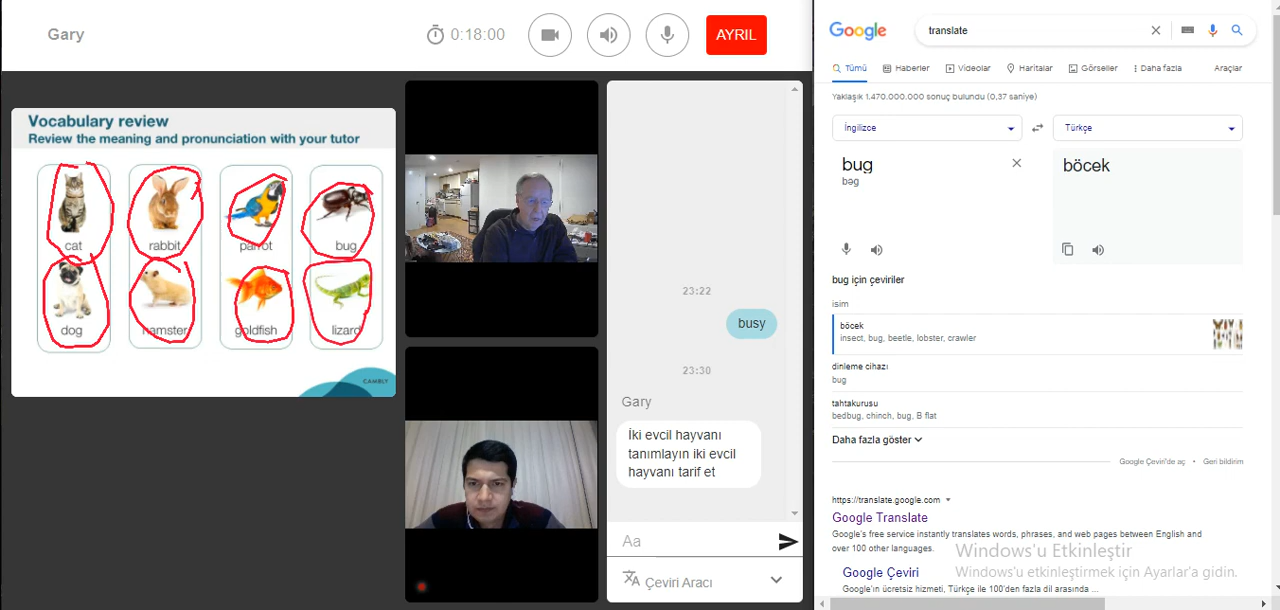 Gary
0:18:00
AYRIL
Vocabulary review
Review the meaning and pronunciation with your tutor
cat
rabbit
parrot
bug
dog
hamster
goldfish
lizard
CAMBLY
23:22
busy
23:30
Gary
İki evcil hayvanı
tanımlayın iki evcil
hayvanı tarif et
Aa
Çeviri Aracı
Google
translate
Tümü
Haberler
Videolar
Haritalar
Görseller
Daha fazla
Araçlar
Yaklaşık 1.470.000.000 sonuç bulundu (0,37 saniye)
İngilizce
Türkçe
bug
bəg
böcek
bug için çeviriler
isim
böcek
insect, bug, beetle, lobster, crawler
dinleme cihazı
bug
tahtakurusu
bedbug, chinch, bug, B flat
Daha fazla göster
Google Çeviri'de aç • Geri bildirim
https://translate.google.com
Google Translate
Google's free service instantly translates words, phrases, and web pages between English and
over 100 other languages.
Google Çeviri
Google'ın ücretsiz hizmeti, Türkçe ile 100'den fazla dil arasında ...
Windows'u Etkinleştir
Windows'u etkinleştirmek için Ayarlar'a gidin.